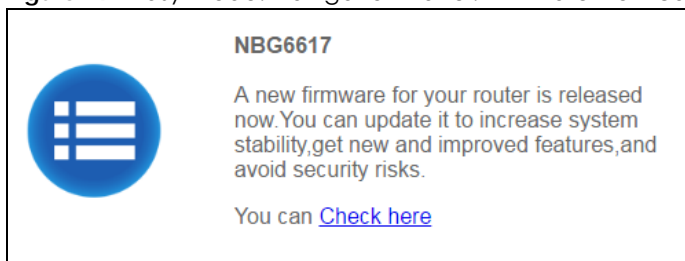 NBG6617
A new firmware for your router is released
now.You can update it to increase system
stability,get new and improved features,and
avoid security risks.
You can Check here